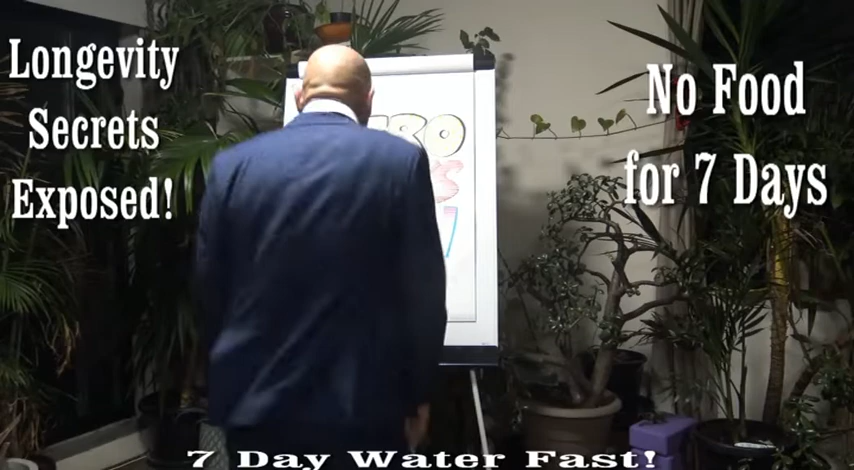 Longevity
Secrets
Exposed!
No Food
for 7 Days
7 Day Water Fast!